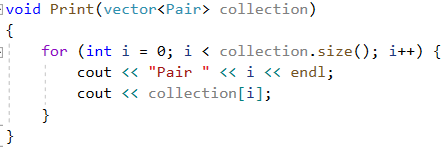 void Print(vector<Pair> collection)
{
    for (int i = 0; i < collection.size(); i++) {
        cout << "Pair " << i << endl;
        cout << collection[i];
    }
}